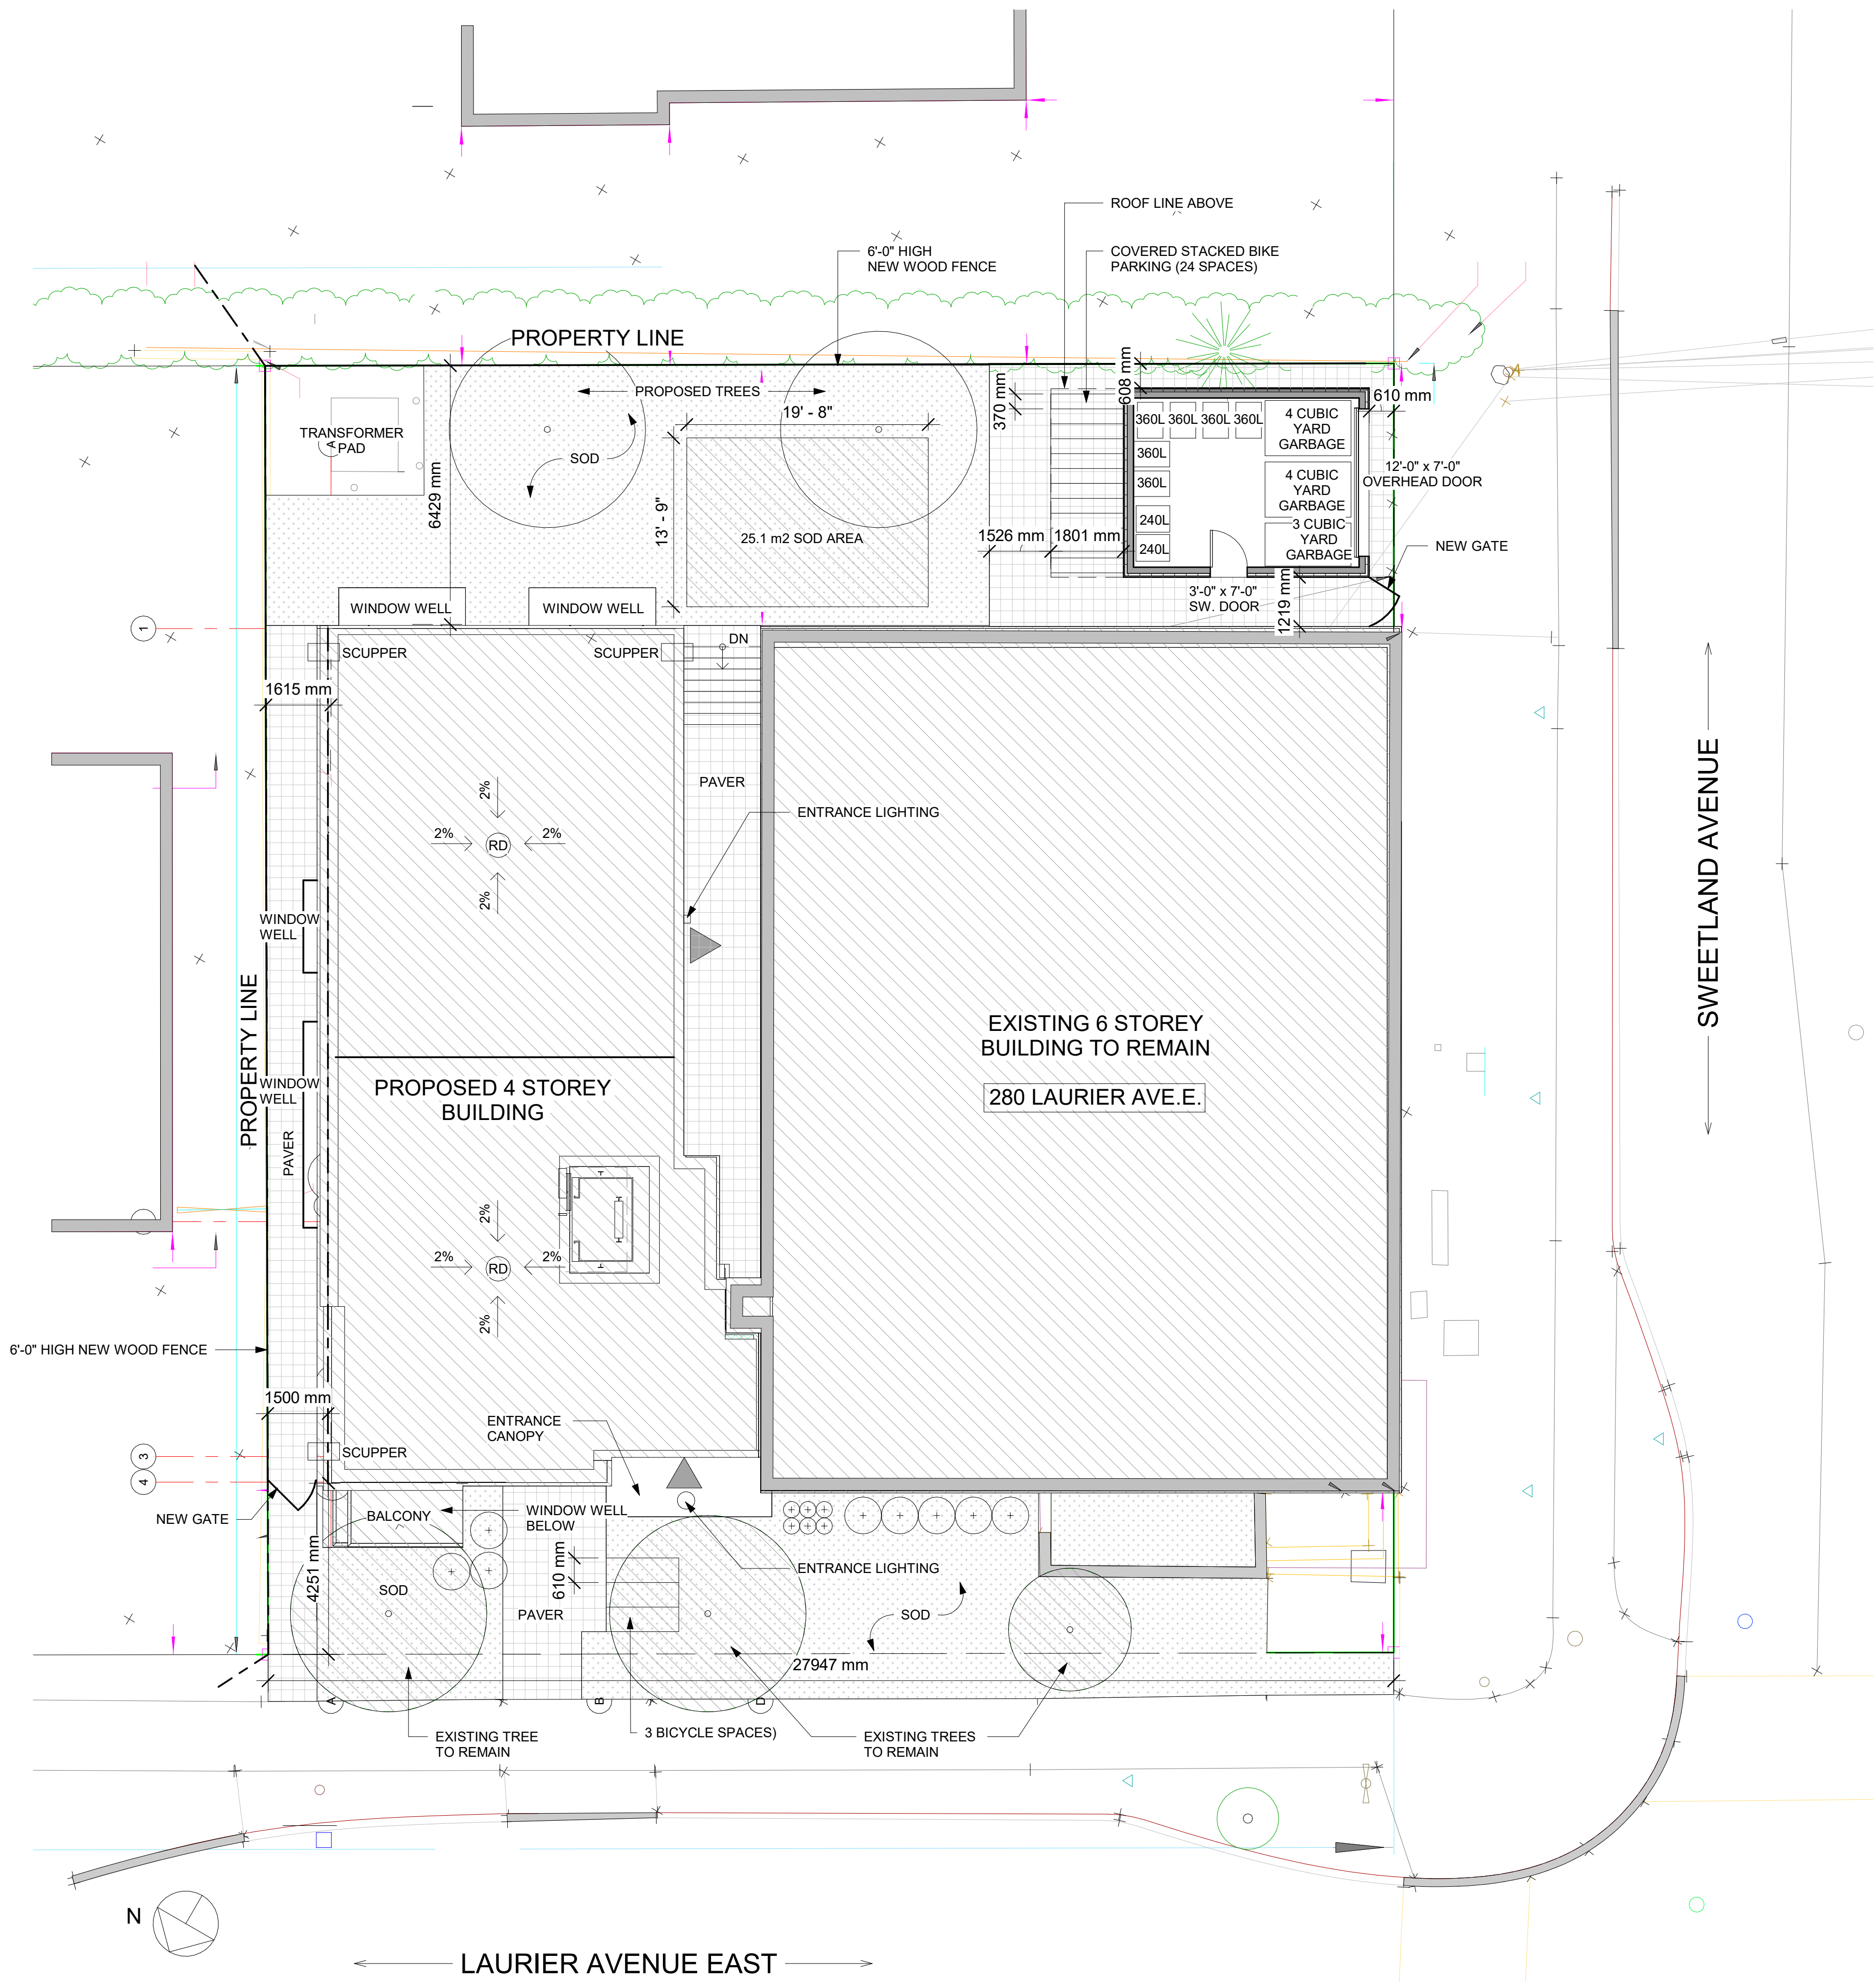 ROOF LINE ABOVE
6'-0" HIGH
NEW WOOD FENCE
COVERED STACKED BIKE
PARKING (24 SPACES)
PROPERTY LINE
PROPOSED TREES
19' - 8"
370 mm
608 mm
610 mm
TRANSFORMER
PAD
A
SOD
6429 mm
13' - 9"
25.1 m2 SOD AREA
360L
360L
360L
360L
360L
360L
240L
240L
4 CUBIC
YARD
GARBAGE
4 CUBIC
YARD
GARBAGE
3 CUBIC
YARD
GARBAGE
12'-0" x 7'-0"
OVERHEAD DOOR
1526 mm
1801 mm
NEW GATE
3'-0" x 7'-0"
SW. DOOR
1219 mm
WINDOW WELL
WINDOW WELL
1
SCUPPER
SCUPPER
DN
1615 mm
PAVER
2%
2%
RD
2%
2%
ENTRANCE LIGHTING
WINDOW
WELL
PROPERTY LINE
WINDOW
WELL
PAVER
SWEETLAND AVENUE
EXISTING 6 STOREY
BUILDING TO REMAIN
280 LAURIER AVE.E.
PROPOSED 4 STOREY
BUILDING
2%
2%
RD
2%
2%
6'-0" HIGH NEW WOOD FENCE
1500 mm
ENTRANCE
CANOPY
3
SCUPPER
4
NEW GATE
BALCONY
WINDOW WELL
BELOW
4251 mm
610 mm
ENTRANCE LIGHTING
SOD
PAVER
SOD
27947 mm
A
B
D
EXISTING TREE
TO REMAIN
3 BICYCLE SPACES)
EXISTING TREES
TO REMAIN
N
LAURIER AVENUE EAST